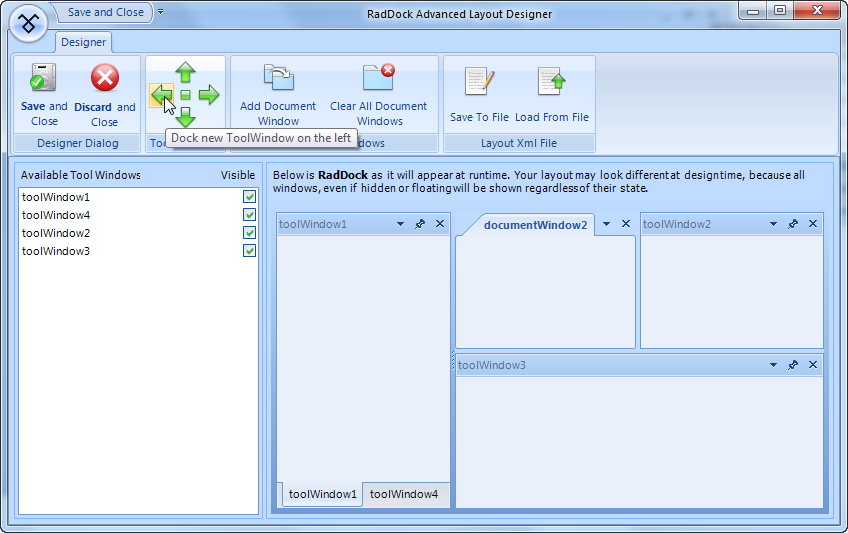 Save and Close
RadDock Advanced Layout Designer
Designer
Save and Close
Discard and Close
Add Document Window
Clear All Document Windows
Save To File
Load From File
Designer Dialog
Dock new ToolWindow on the left
Layout Xml File
Available Tool Windows Visible
toolWindow1
toolWindow4
toolWindow2
toolWindow3
Below is RadDock as it will appear at runtime. Your layout may look different at designtime, because all
windows, even if hidden or floating will be shown regardless of their state.
toolWindow1
documentWindow2
toolWindow2
toolWindow3
toolWindow1
toolWindow4